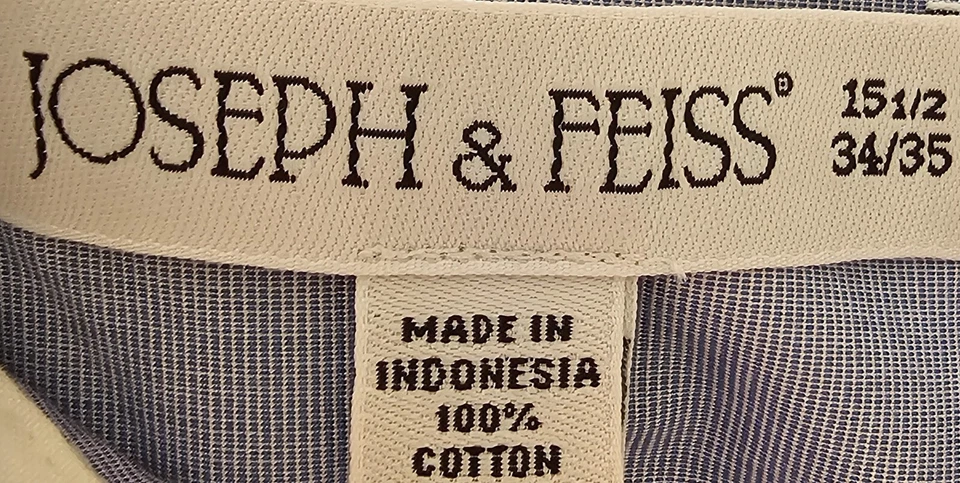 JOSEPH & FEISS® 15 1/2
34/35
MADE IN
INDONESIA
100%
COTTON